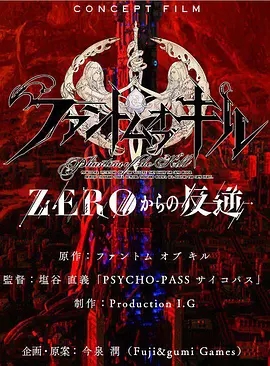 CONCEPT FILM
ファントムオブキル
Phantom of the Kill
ZEROからの反逆
原作：ファントム オブ キル
監督：塩谷 直義「PSYCHO-PASS サイコパス」
制作：Production I.G
企画・原案：今泉 潤（Fuji&gumi Games）